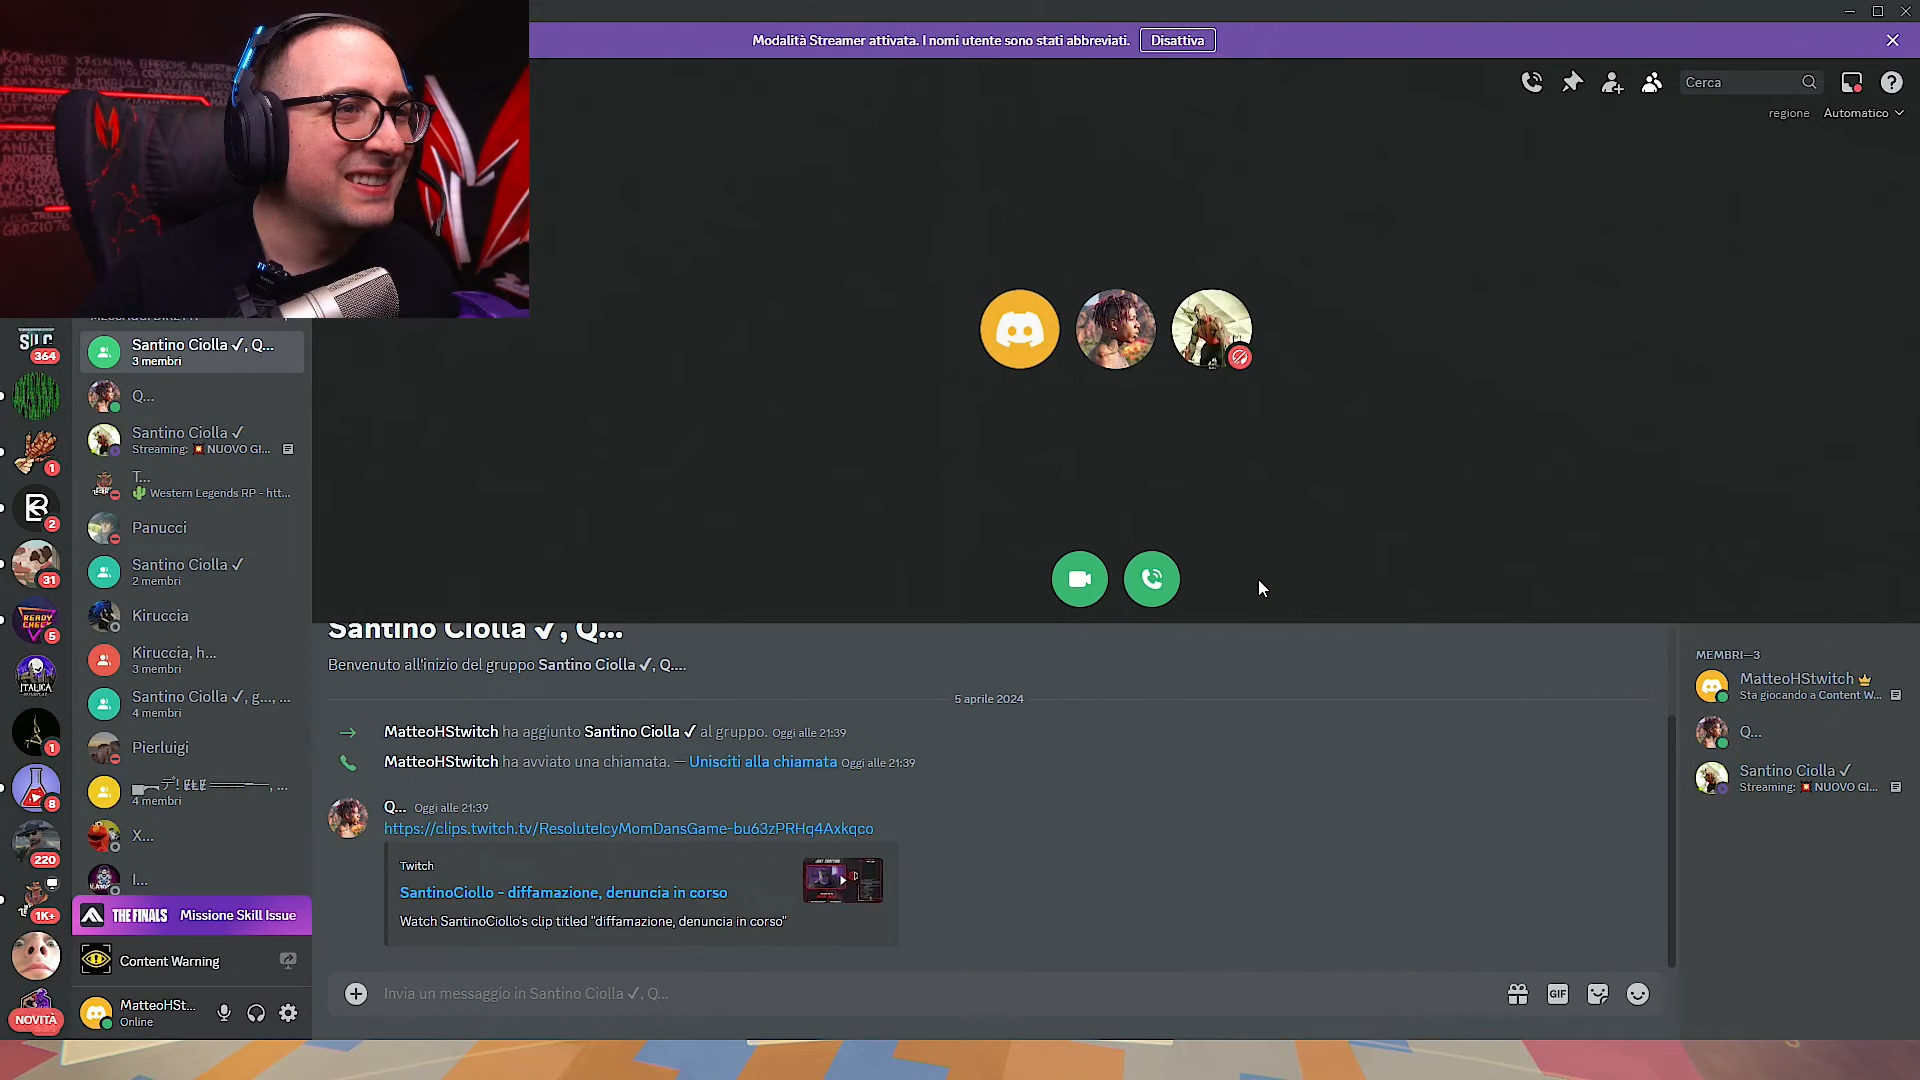 Modalità Streamer attivata. I nomi utente sono stati abbreviati.
Disattiva
Cerca
regione
Automatico
364
Santino Ciolla ✓, Q...
3 membri
Q...
Santino Ciolla ✓
Streaming: 💥 NUOVO GI...
1
T...
🌵 Western Legends RP - htt...
2
Panucci
Santino Ciolla ✓
2 membri
31
Kiruccia
READY CHECK
5
Kiruccia, h...
3 membri
ITALICA
Santino Ciolla ✓, g..., ...
4 membri
1
Pierluigi
4 membri
8
X...
220
I...
THE FINALS Missione Skill Issue
1K+
Content Warning
MatteoHSt...
Online
NOVITÀ
Santino Ciolla ✓, Q...
Benvenuto all'inizio del gruppo Santino Ciolla ✓, Q....
5 aprile 2024
MatteoHStwitch ha aggiunto Santino Ciolla ✓ al gruppo. Oggi alle 21:39
MatteoHStwitch ha avviato una chiamata. — Unisciti alla chiamata Oggi alle 21:39
Q... Oggi alle 21:39
https://clips.twitch.tv/ResoluteIcyMomDansGame-bu63zPRHq4Axkqco
Twitch
SantinoCiollo - diffamazione, denuncia in corso
Watch SantinoCiollo's clip titled "diffamazione, denuncia in corso"
Invia un messaggio in Santino Ciolla ✓, Q...
GIF
MEMBRI—3
MatteoHStwitch
Sta giocando a Content W...
Q...
Santino Ciolla ✓
Streaming: 💥 NUOVO GI...